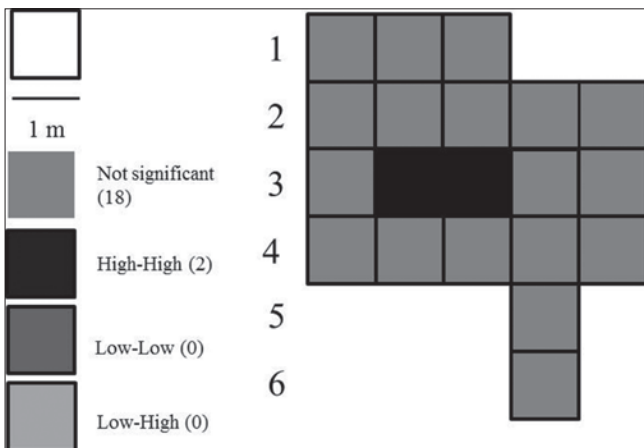 1 m
Not significant
(18)
High-High (2)
Low-Low (0)
Low-High (0)
1
2
3
4
5
6